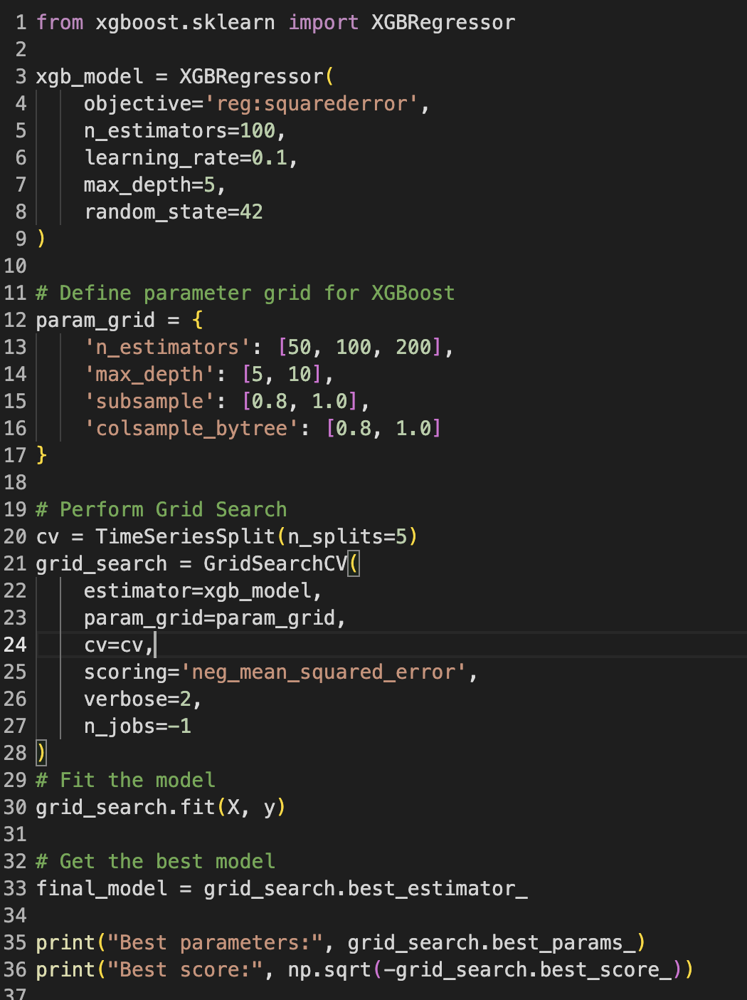 1 from xgboost.sklearn import XGBRegressor
2
3 xgb_model = XGBRegressor(
4     objective='reg:squarederror',
5     n_estimators=100,
6     learning_rate=0.1,
7     max_depth=5,
8     random_state=42
9 )
10
11 # Define parameter grid for XGBoost
12 param_grid = {
13     'n_estimators': [50, 100, 200],
14     'max_depth': [5, 10],
15     'subsample': [0.8, 1.0],
16     'colsample_bytree': [0.8, 1.0]
17 }
18
19 # Perform Grid Search
20 cv = TimeSeriesSplit(n_splits=5)
21 grid_search = GridSearchCV(
22     estimator=xgb_model,
23     param_grid=param_grid,
24     cv=cv,
25     scoring='neg_mean_squared_error',
26     verbose=2,
27     n_jobs=-1
28 )
29 # Fit the model
30 grid_search.fit(X, y)
31
32 # Get the best model
33 final_model = grid_search.best_estimator_
34
35 print("Best parameters:", grid_search.best_params_)
36 print("Best score:", np.sqrt(-grid_search.best_score_))
37